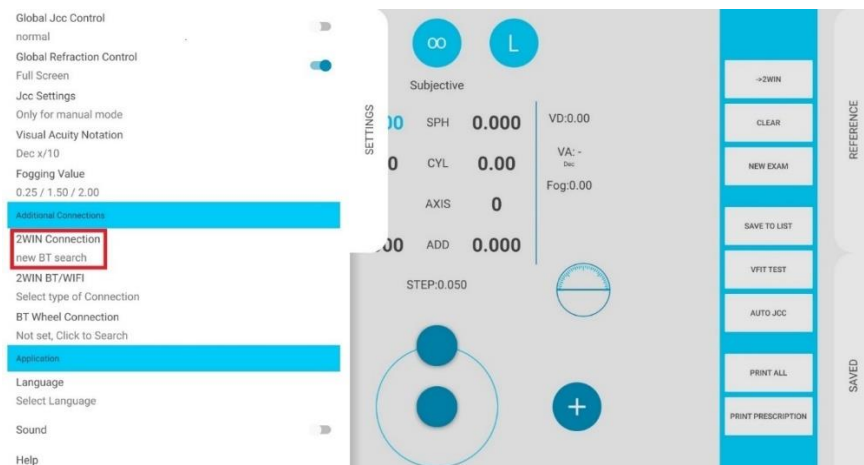 Global Jcc Control
normal
Global Refraction Control
Full Screen
Jcc Settings
Only for manual mode
Visual Acuity Notation
Dec x/10
Fogging Value
0.25 / 1.50 / 2.00
Additional Connections
2WIN Connection
new BT search
2WIN BT/WIFI
Select type of Connection
BT Wheel Connection
Not set, Click to Search
Application
Language
Select Language
Sound
Help
SETTINGS
∞ L
Subjective
00 SPH 0.000
0 CYL 0.00
AXIS 0
00 ADD 0.000
VD:0.00
VA: -
Dec
Fog:0.00
STEP:0.050
+
->2WIN
CLEAR
NEW EXAM
SAVE TO LIST
VFIT TEST
AUTO JCC
PRINT ALL
PRINT PRESCRIPTION
REFERENCE
SAVED